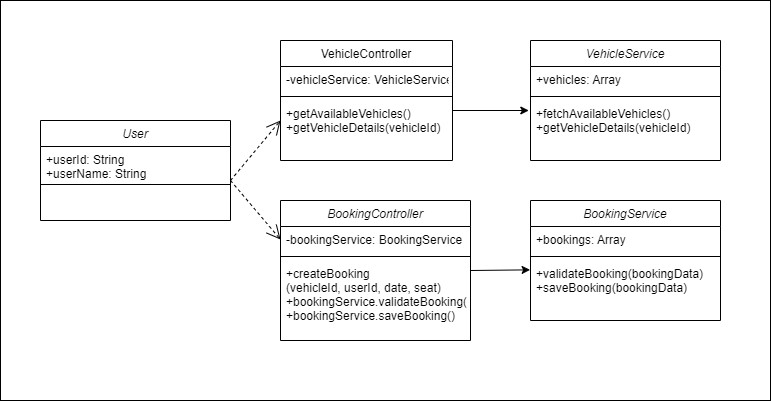 VehicleController
-vehicleService: VehicleService
+getAvailableVehicles()
+getVehicleDetails(vehicleId)
VehicleService
+vehicles: Array
+fetchAvailableVehicles()
+getVehicleDetails(vehicleId)
User
+userId: String
+userName: String
BookingController
-bookingService: BookingService
+createBooking
(vehicleId, userId, date, seat)
+bookingService.validateBooking(
+bookingService.saveBooking()
BookingService
+bookings: Array
+validateBooking(bookingData)
+saveBooking(bookingData)